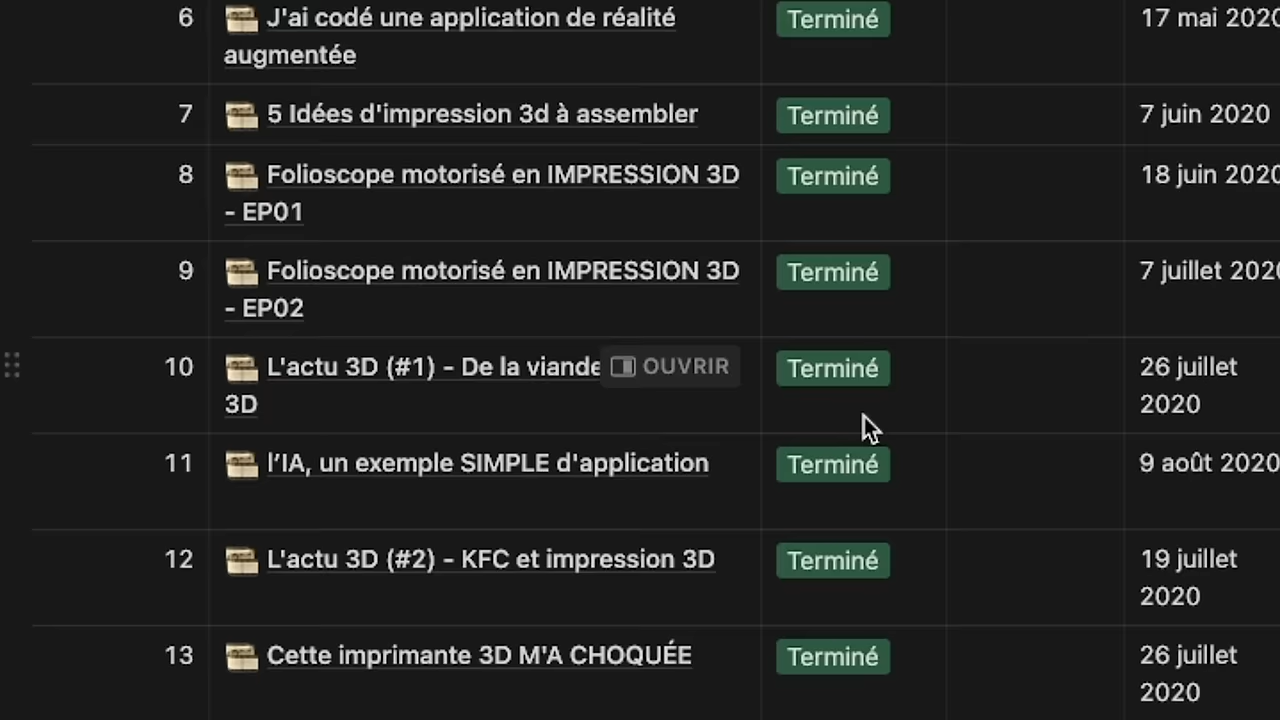 6 J'ai codé une application de réalité Terminé 17 mai 2020
augmentée
7 5 Idées d'impression 3d à assembler Terminé 7 juin 2020
8 Folioscope motorisé en IMPRESSION 3D Terminé 18 juin 2020
- EP01
9 Folioscope motorisé en IMPRESSION 3D Terminé 7 juillet 2020
- EP02
10 L'actu 3D (#1) - De la viande OUVRIR Terminé 26 juillet
3D 2020
11 l’IA, un exemple SIMPLE d'application Terminé 9 août 2020
12 L'actu 3D (#2) - KFC et impression 3D Terminé 19 juillet
2020
13 Cette imprimante 3D M'A CHOQUÉE Terminé 26 juillet
2020